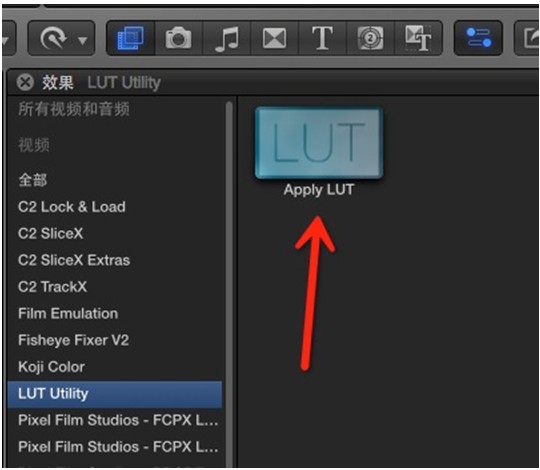 效果 LUT Utility
所有视频和音频
视频
全部
C2 Lock & Load
C2 SliceX
C2 SliceX Extras
C2 TrackX
Film Emulation
Fisheye Fixer V2
Koji Color
LUT Utility
Pixel Film Studios - FCPX L...
Pixel Film Studios - FCPX L...
LUT
Apply LUT